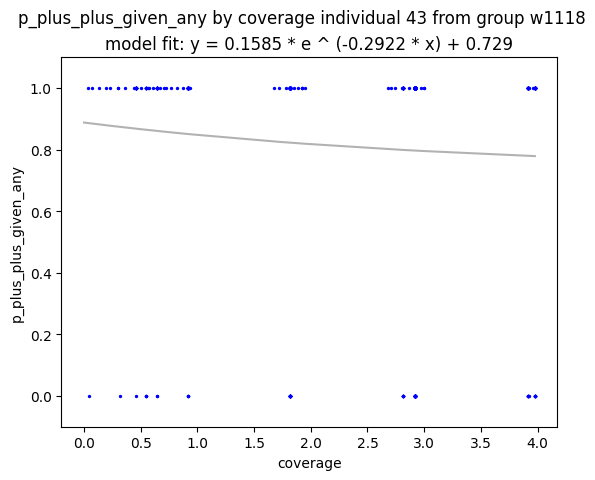 p_plus_plus_given_any by coverage individual 43 from group w1118
model fit: y = 0.1585 * e ^ (-0.2922 * x) + 0.729
p_plus_plus_given_any
1.0
0.8
0.6
0.4
0.2
0.0
0.0 0.5 1.0 1.5 2.0 2.5 3.0 3.5 4.0
coverage